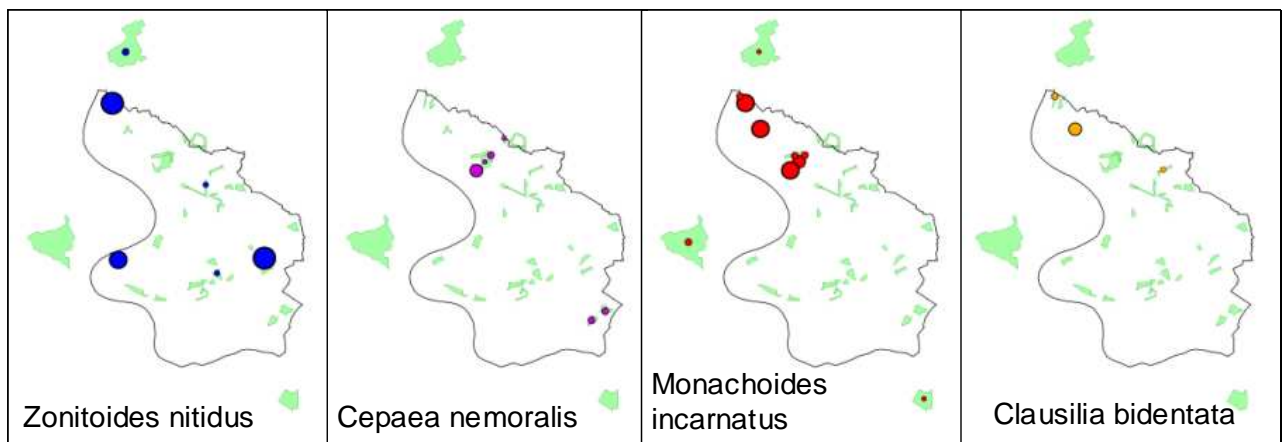 Zonitoides nitidus
Cepaea nemoralis
Monachoides
incarnatus
Clausilia bidentata